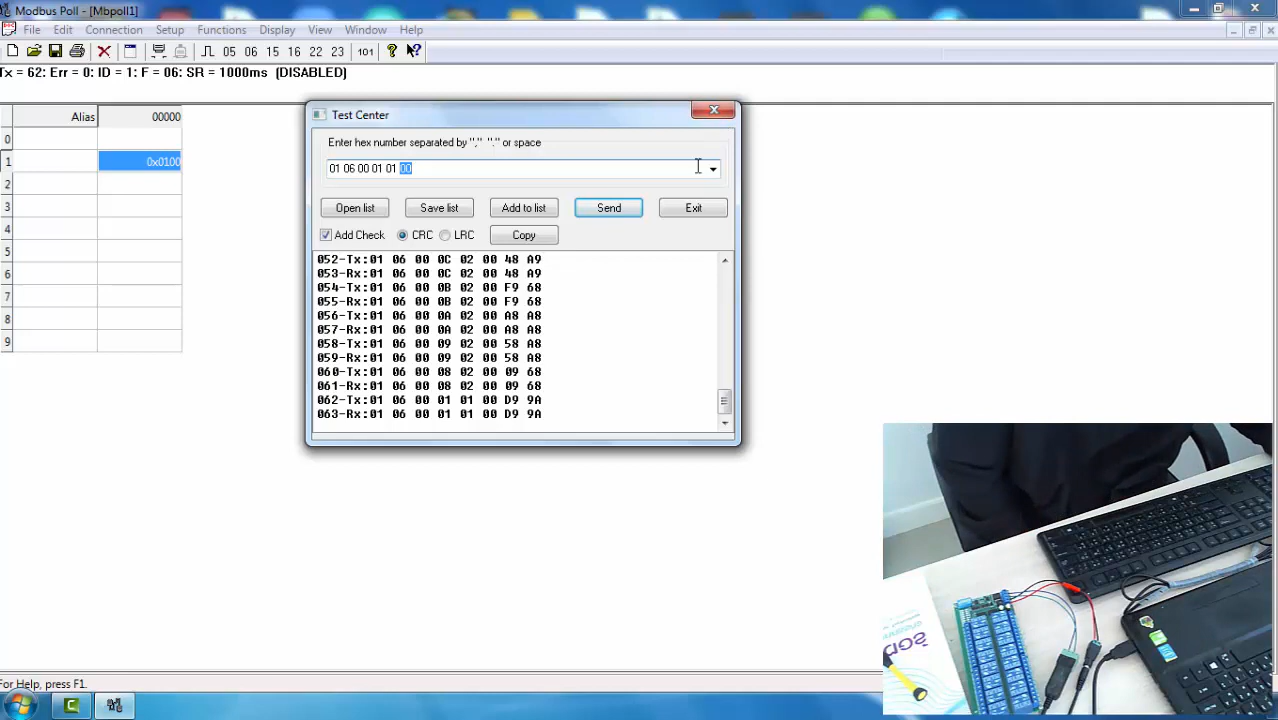 Modbus Poll - [Mbpoll1]
File Edit Connection Setup Functions Display View Window Help
05 06 15 16 22 23 101
Tx = 62: Err = 0: ID = 1: F = 06: SR = 1000ms (DISABLED)
Alias 00000
0
1 0x0100
2
3
4
5
6
7
8
9
Test Center
Enter hex number separated by "," "." or space
01 06 00 01 01 00
Open list Save list Add to list Send Exit
Add Check CRC LRC Copy
052-Tx:01 06 00 0C 02 00 48 A9
053-Rx:01 06 00 0C 02 00 48 A9
054-Tx:01 06 00 0B 02 00 F9 68
055-Rx:01 06 00 0B 02 00 F9 68
056-Tx:01 06 00 0A 02 00 A8 A8
057-Rx:01 06 00 0A 02 00 A8 A8
058-Tx:01 06 00 09 02 00 58 A8
059-Rx:01 06 00 09 02 00 58 A8
060-Tx:01 06 00 08 02 00 09 68
061-Rx:01 06 00 08 02 00 09 68
062-Tx:01 06 00 01 01 00 D9 9A
063-Rx:01 06 00 01 01 00 D9 9A
For Help, press F1.